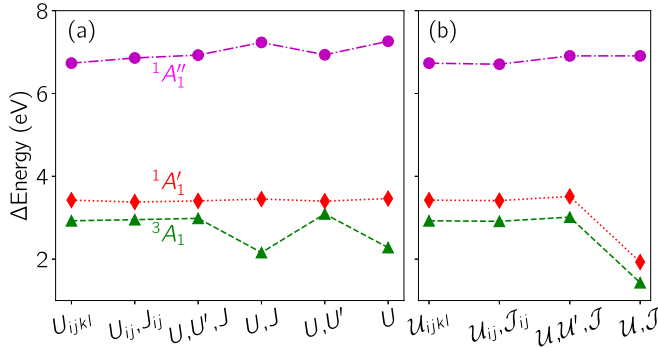 (a)
(b)
ΔEnergy (eV)
8
6
4
2
¹A₁″
¹A₁′
³A₁
U_ijkl
U_ij,J_ij
U,U′,J
U,J
U,U′
U
𝒰_ijkl
𝒰_ij,𝒥_ij
𝒰,𝒰′,𝒥
𝒰,𝒥